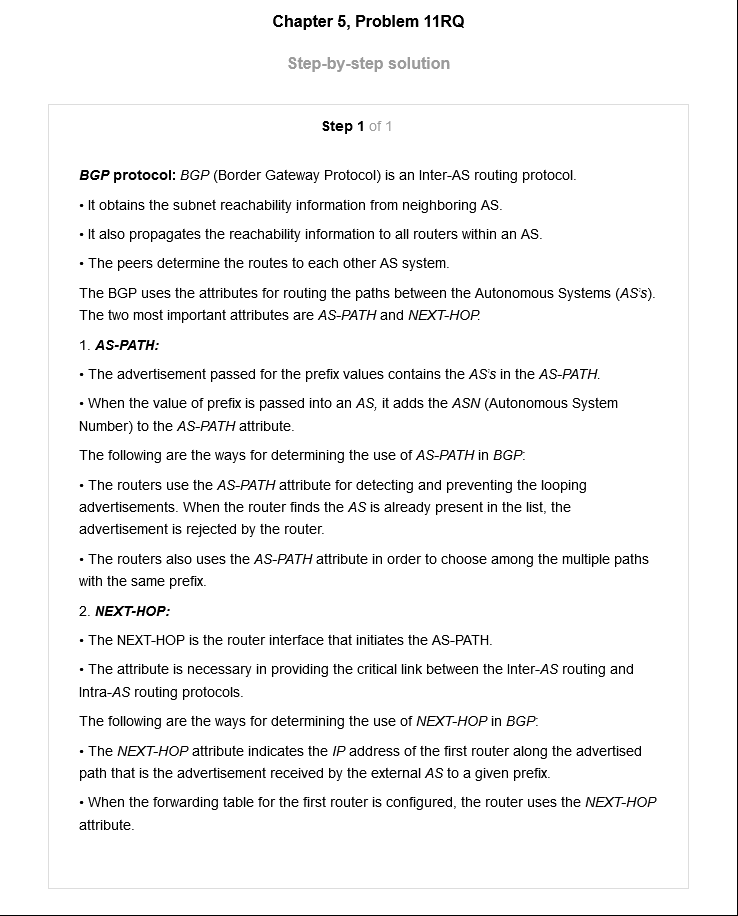 Chapter 5, Problem 11RQ
Step-by-step solution
Step 1 of 1
BGP protocol: BGP (Border Gateway Protocol) is an Inter-AS routing protocol.
• It obtains the subnet reachability information from neighboring AS.
• It also propagates the reachability information to all routers within an AS.
• The peers determine the routes to each other AS system.
The BGP uses the attributes for routing the paths between the Autonomous Systems (AS's).
The two most important attributes are AS-PATH and NEXT-HOP.
1. AS-PATH:
• The advertisement passed for the prefix values contains the AS's in the AS-PATH.
• When the value of prefix is passed into an AS, it adds the ASN (Autonomous System
Number) to the AS-PATH attribute.
The following are the ways for determining the use of AS-PATH in BGP:
• The routers use the AS-PATH attribute for detecting and preventing the looping
advertisements. When the router finds the AS is already present in the list, the
advertisement is rejected by the router.
• The routers also uses the AS-PATH attribute in order to choose among the multiple paths
with the same prefix.
2. NEXT-HOP:
• The NEXT-HOP is the router interface that initiates the AS-PATH.
• The attribute is necessary in providing the critical link between the Inter-AS routing and
Intra-AS routing protocols.
The following are the ways for determining the use of NEXT-HOP in BGP:
• The NEXT-HOP attribute indicates the IP address of the first router along the advertised
path that is the advertisement received by the external AS to a given prefix.
• When the forwarding table for the first router is configured, the router uses the NEXT-HOP
attribute.